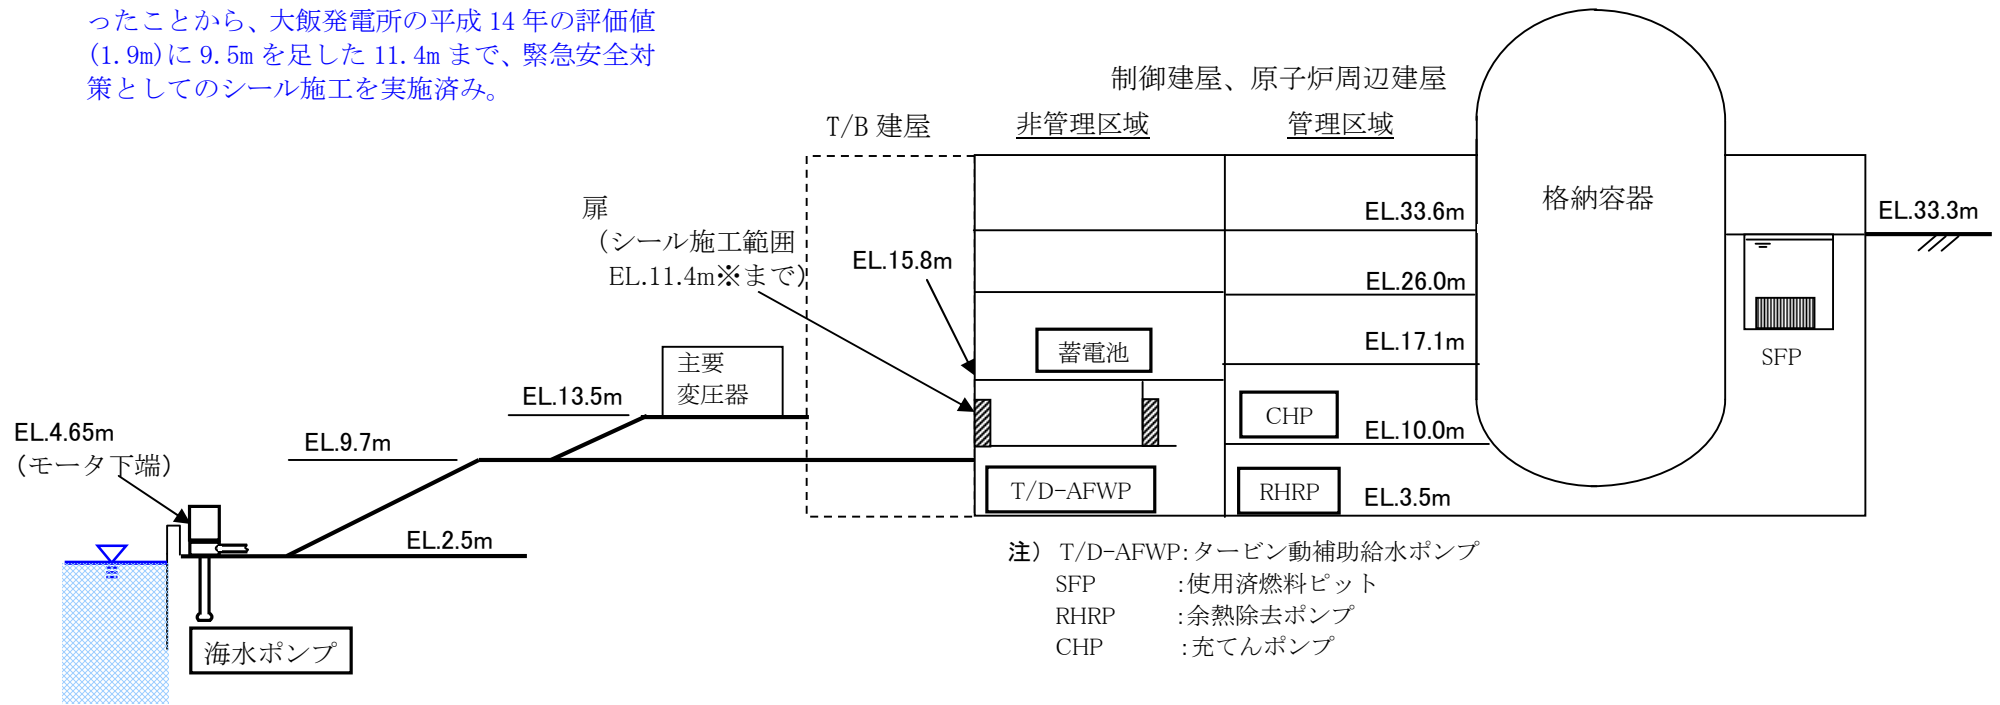 ったことから、大飯発電所の平成 14 年の評価値
(1.9m)に 9.5m を足した 11.4m まで、緊急安全対
策としてのシール施工を実施済み。
制御建屋、原子炉周辺建屋
T/B 建屋
非管理区域
管理区域
扉
（シール施工範囲
EL.11.4m※まで）
EL.15.8m
EL.33.6m
格納容器
EL.33.3m
EL.26.0m
蓄電池
EL.17.1m
SFP
主要
変圧器
EL.13.5m
CHP
EL.10.0m
EL.4.65m
（モータ下端）
EL.9.7m
T/D-AFWP
RHRP
EL.3.5m
EL.2.5m
海水ポンプ
注） T/D-AFWP:タービン動補助給水ポンプ
SFP :使用済燃料ピット
RHRP :余熱除去ポンプ
CHP :充てんポンプ